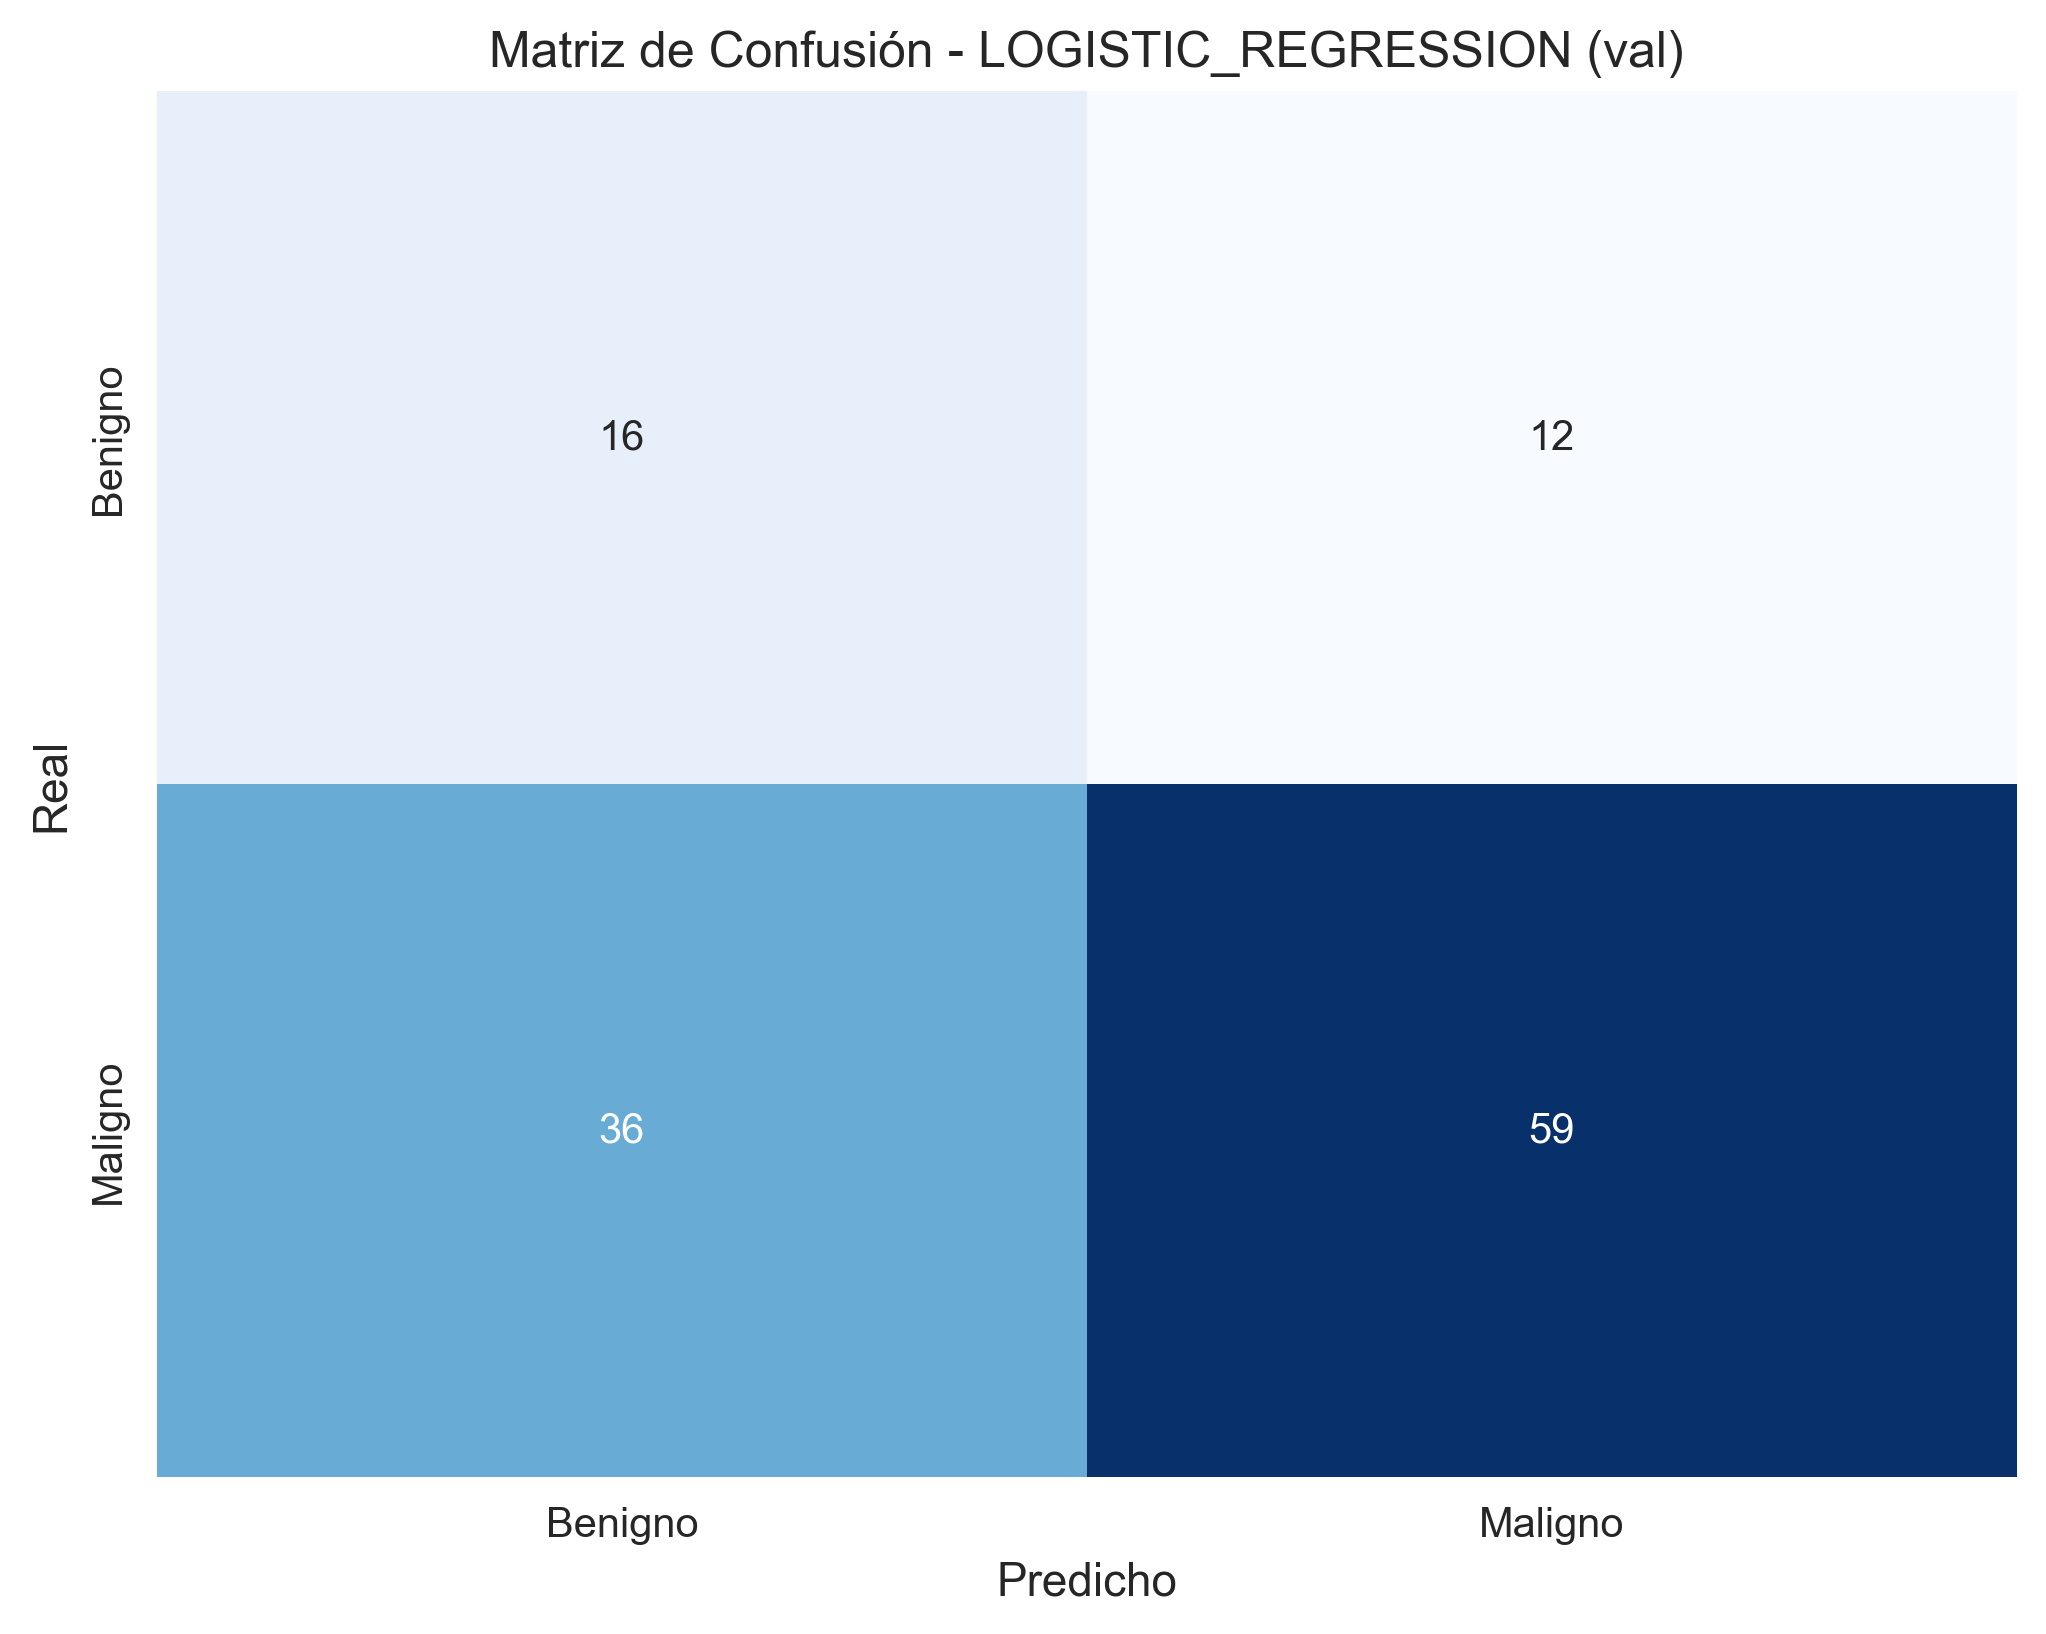 Matriz de Confusión - LOGISTIC_REGRESSION (val)
Benigno
16
12
Real
Maligno
36
59
Benigno
Maligno
Predicho